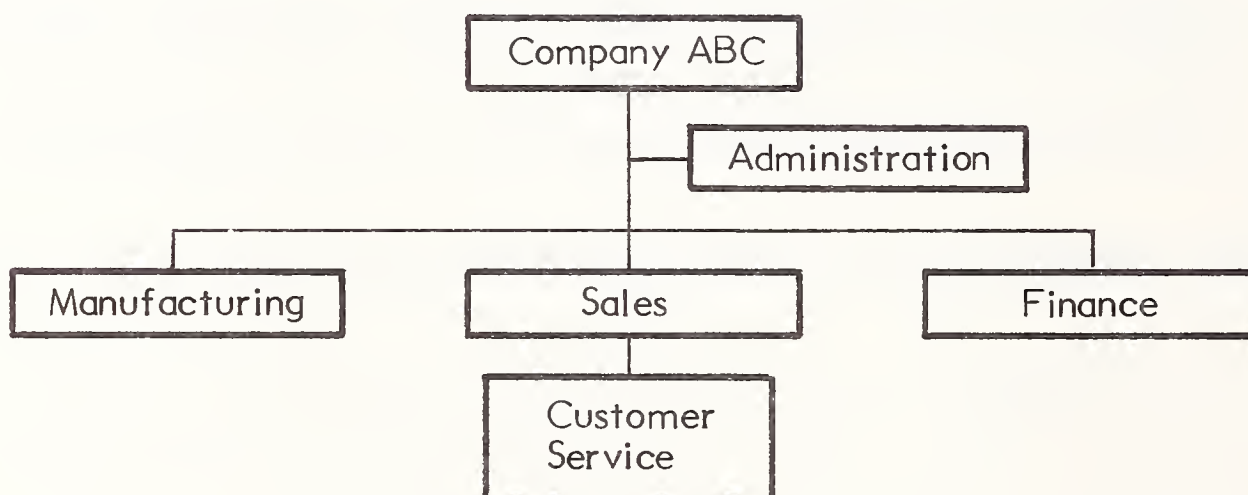 Company ABC
Administration
Manufacturing
Sales
Finance
Customer
Service